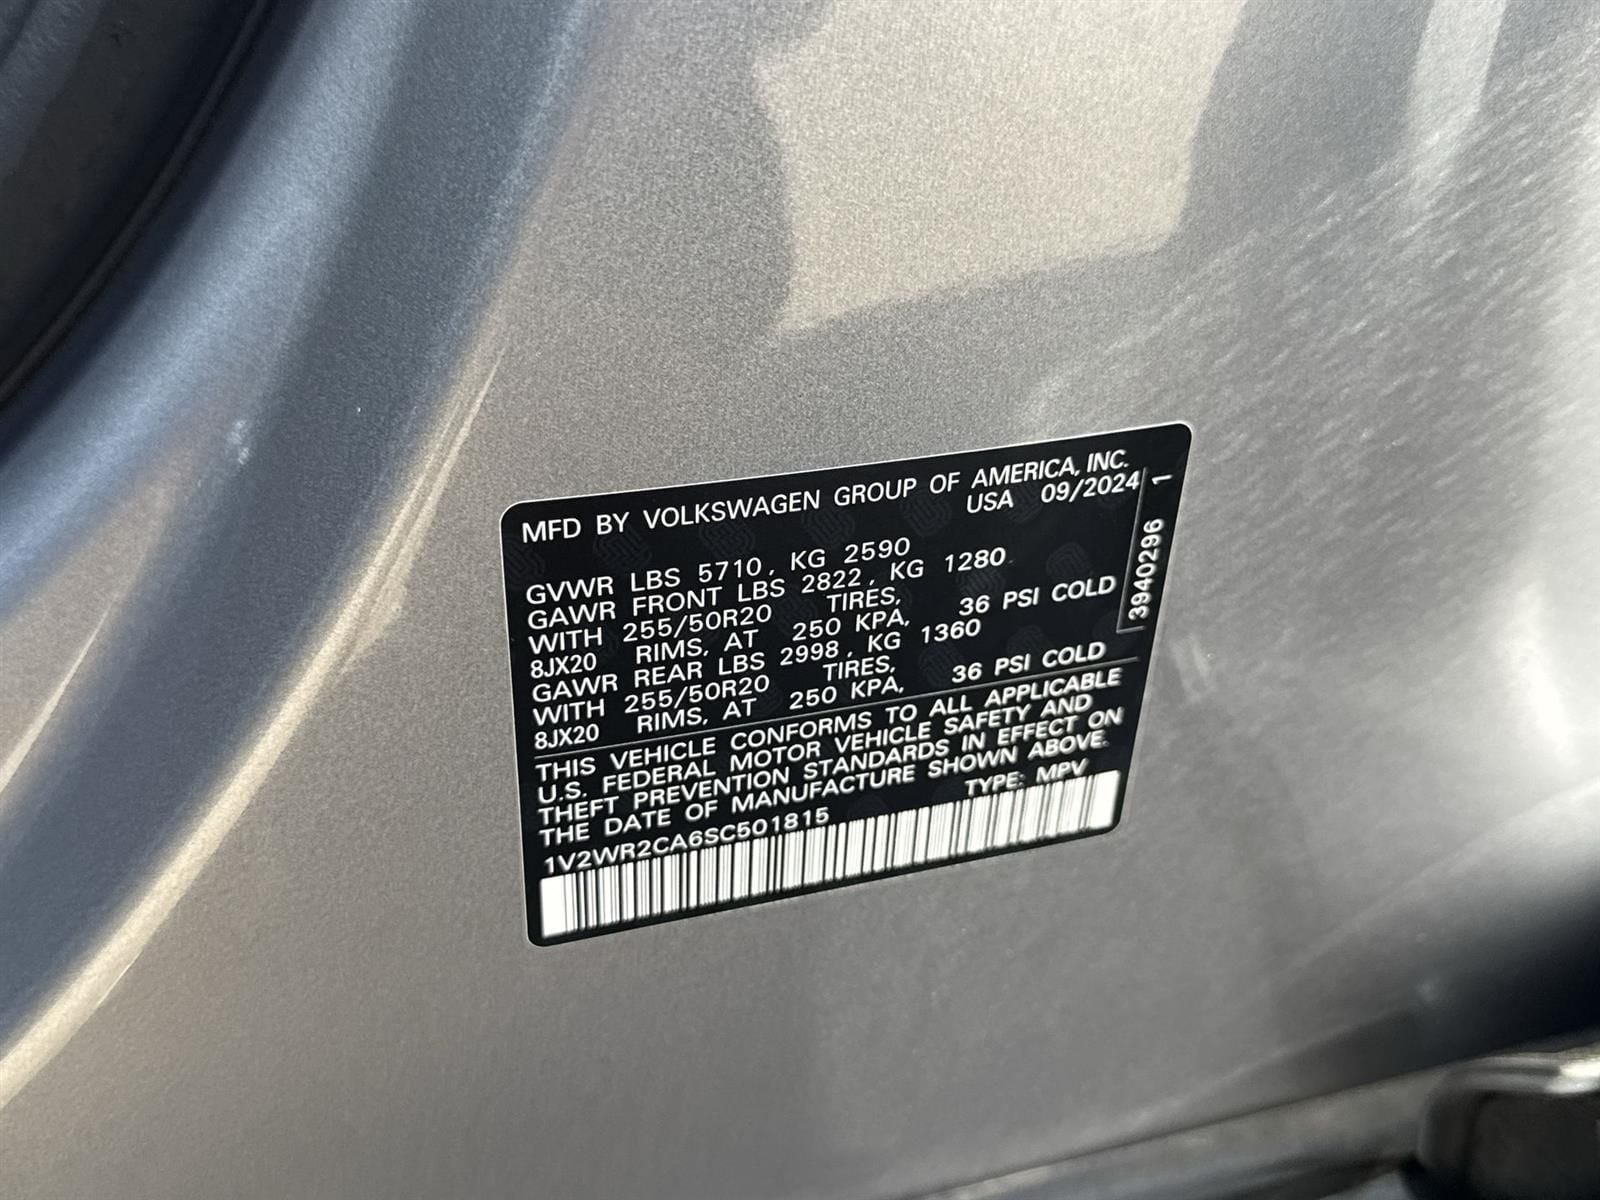 MFD BY VOLKSWAGEN GROUP OF AMERICA, INC.
USA 09/2024
GVWR LBS 5710, KG 2590
GAWR FRONT LBS 2822, KG 1280
WITH 255/50R20 TIRES,
8JX20 RIMS, AT 250 KPA, 36 PSI COLD
GAWR REAR LBS 2998, KG 1360
WITH 255/50R20 TIRES,
8JX20 RIMS, AT 250 KPA, 36 PSI COLD
THIS VEHICLE CONFORMS TO ALL APPLICABLE
U.S. FEDERAL MOTOR VEHICLE SAFETY AND
THEFT PREVENTION STANDARDS IN EFFECT ON
THE DATE OF MANUFACTURE SHOWN ABOVE.
1V2WR2CA6SC501815 TYPE: MPV
3940296 1